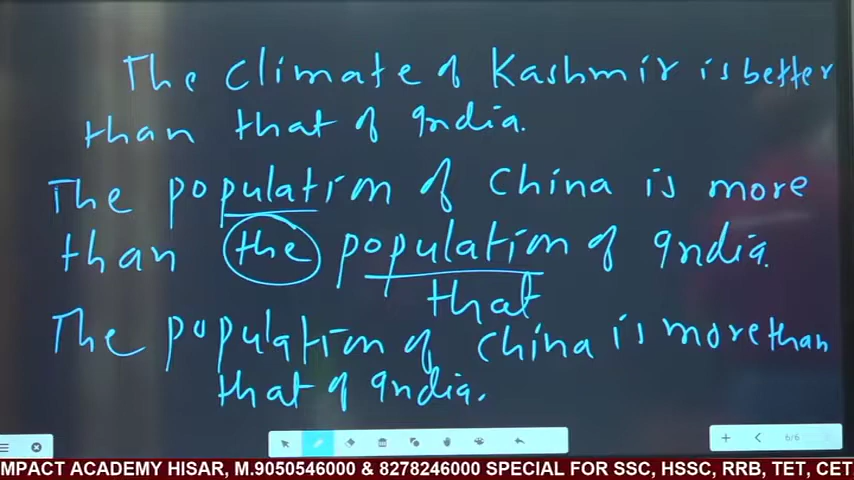 The climate of Kashmir is better
than that of India.
The population of China is more
than the population of India.
that
The population of China is more than
that of India.
6/6
MPACT ACADEMY HISAR, M.9050546000 & 8278246000 SPECIAL FOR SSC, HSSC, RRB, TET, CET